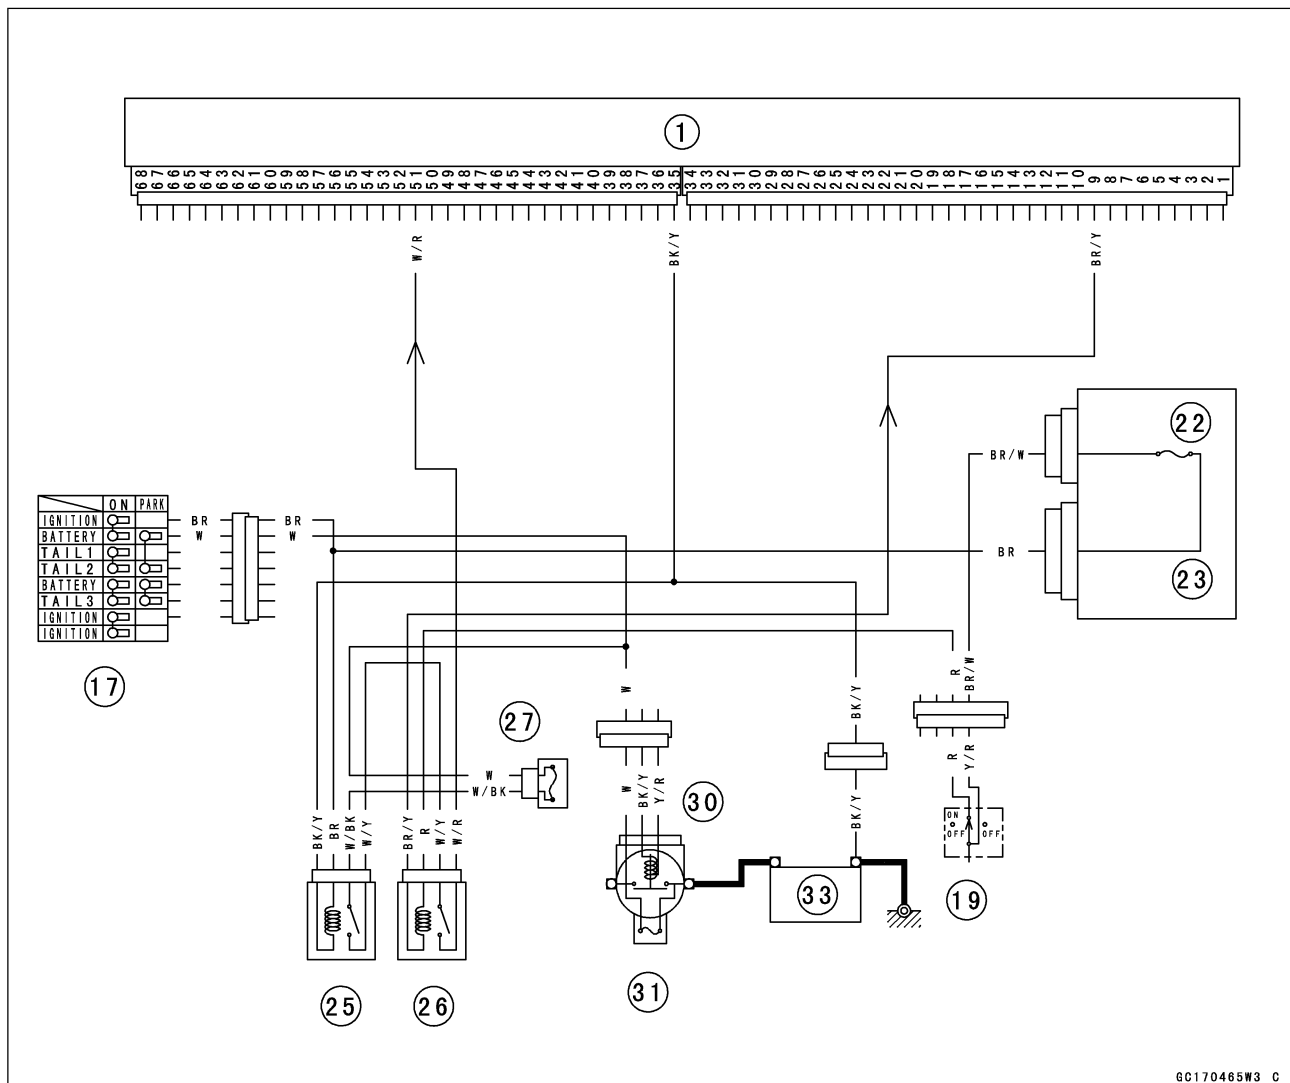 1
68 67 66 65 64 63 62 61 60 59 58 57 56 55 54 53 52 51 50 49 48 47 46 45 44 43 42 41 40 39 38 37 36 35 34 33 32 31 30 29 28 27 26 25 24 23 22 21 20 19 18 17 16 15 14 13 12 11 10 9 8 7 6 5 4 3 2 1
W/R
BK/Y
BR/Y
22
BR/W
ON PARK
IGNITION
BATTERY
TAIL1
TAIL2
BATTERY
TAIL3
IGNITION
IGNITION
BR
W
BR
W
BR
23
17
R
BR/W
W
BK/Y
27
W
W/BK
W
BK/Y
Y/R
30
BK/Y
R
Y/R
BK/Y
BR
W/BK
W/Y
BR/Y
R
W/Y
W/R
ON
OFF
OFF
33
19
25
26
31
GC170465W3 C